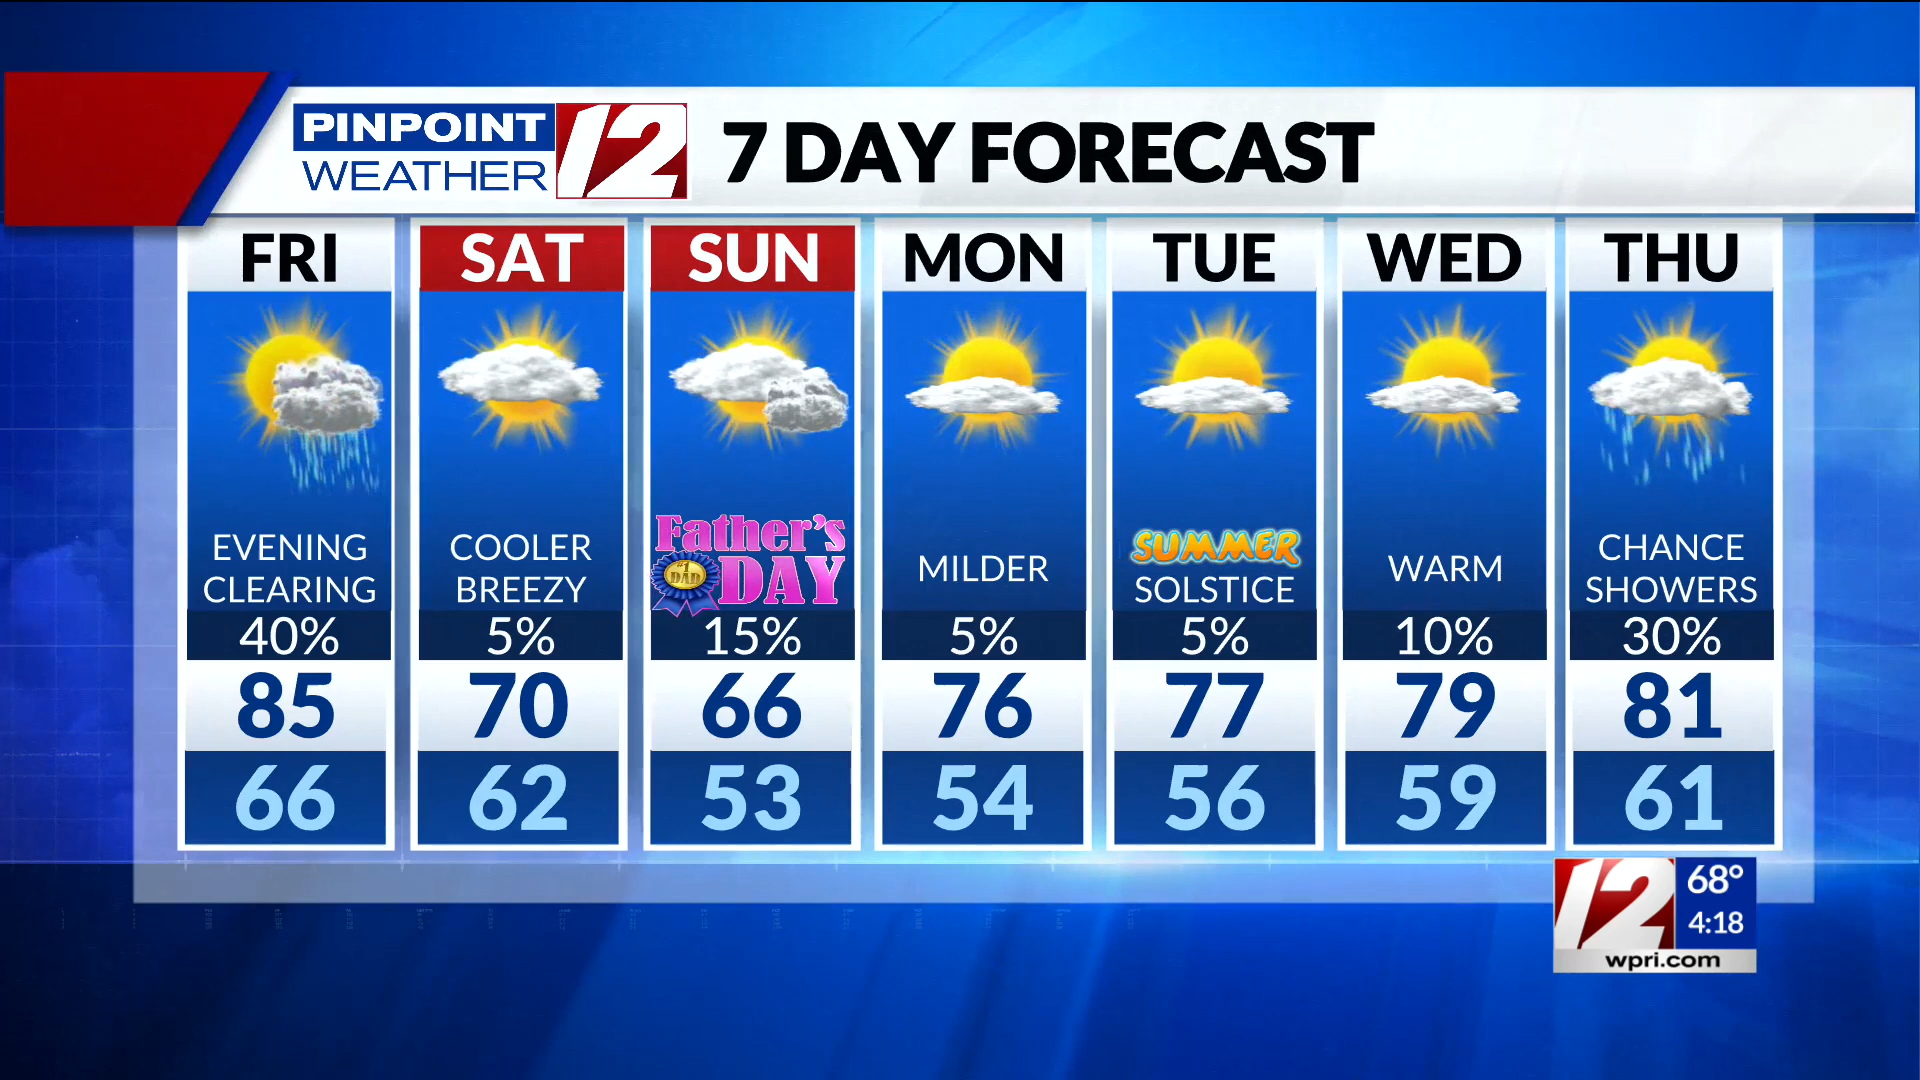 PINPOINT
WEATHER
12
7 DAY FORECAST
FRI SAT SUN MON TUE WED THU
EVENING
CLEARING
COOLER
BREEZY
Father's
#1
DAD
DAY
MILDER
SUMMER
SOLSTICE
WARM
CHANCE
SHOWERS
40% 5% 15% 5% 5% 10% 30%
85 70 66 76 77 79 81
66 62 53 54 56 59 61
12
68°
4:18
wpri.com